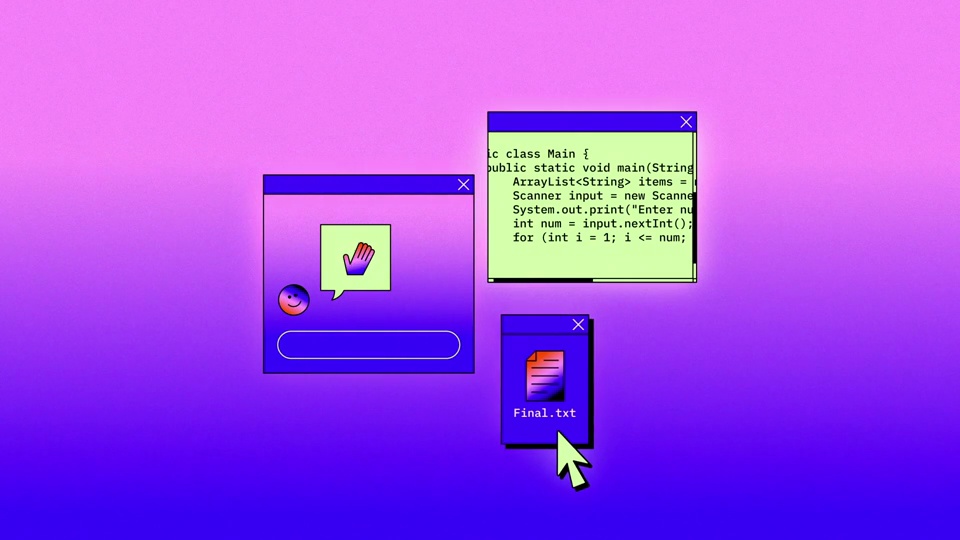 ic class Main {
public static void main(String
ArrayList<String> items =
Scanner input = new Scanne
System.out.print("Enter nu
int num = input.nextInt();
for (int i = 1; i <= num;
Final.txt